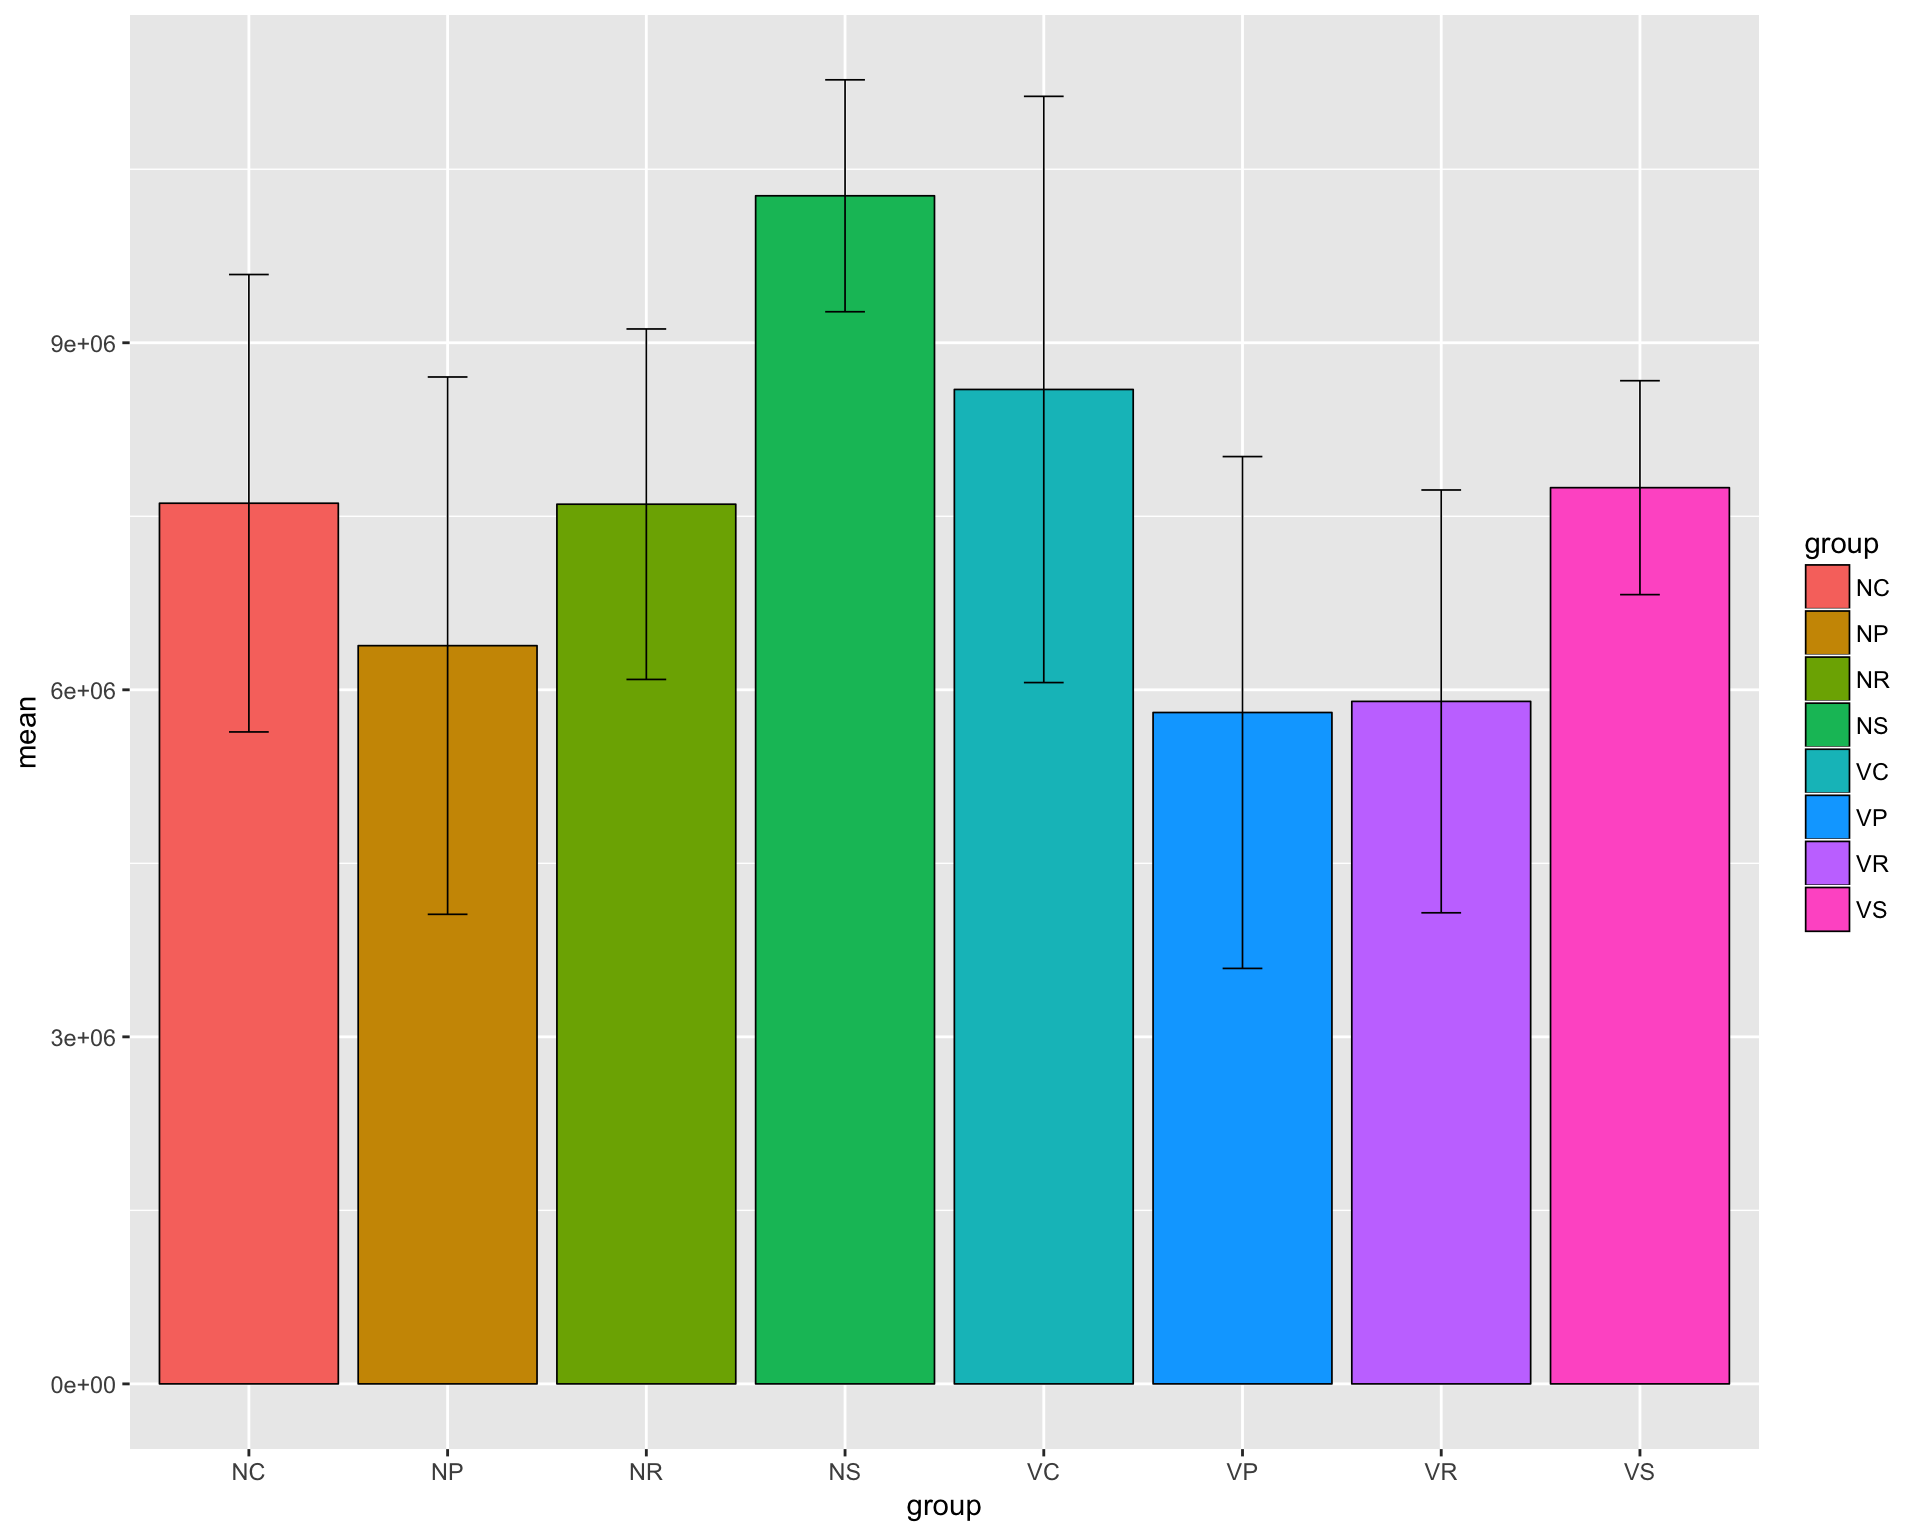 mean
9e+06
6e+06
3e+06
0e+00
NC NP NR NS VC VP VR VS
group
group
NC
NP
NR
NS
VC
VP
VR
VS